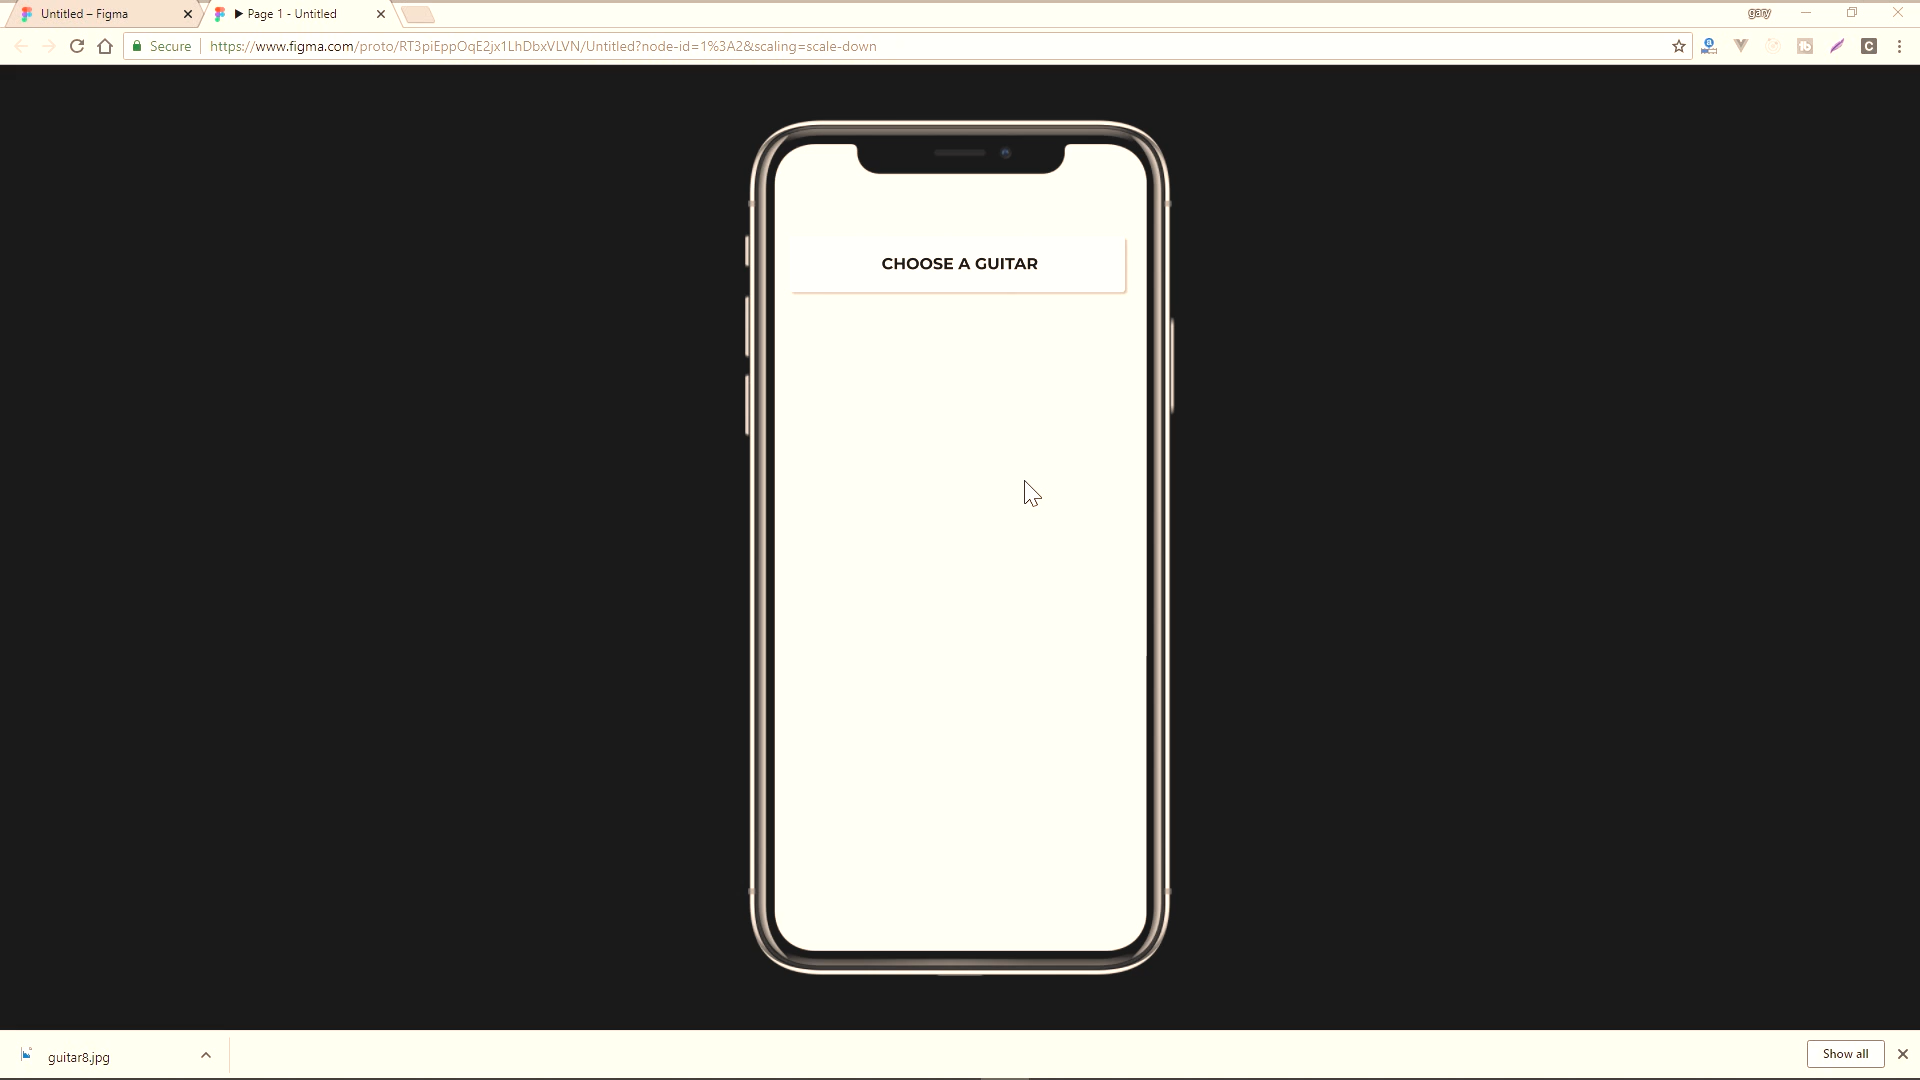 Untitled – Figma
Page 1 - Untitled
gary
Secure
https://www.figma.com/proto/RT3piEppOqE2jx1LhDbxVLVN/Untitled?node-id=1%3A2&scaling=scale-down
CHOOSE A GUITAR
guitar8.jpg
Show all